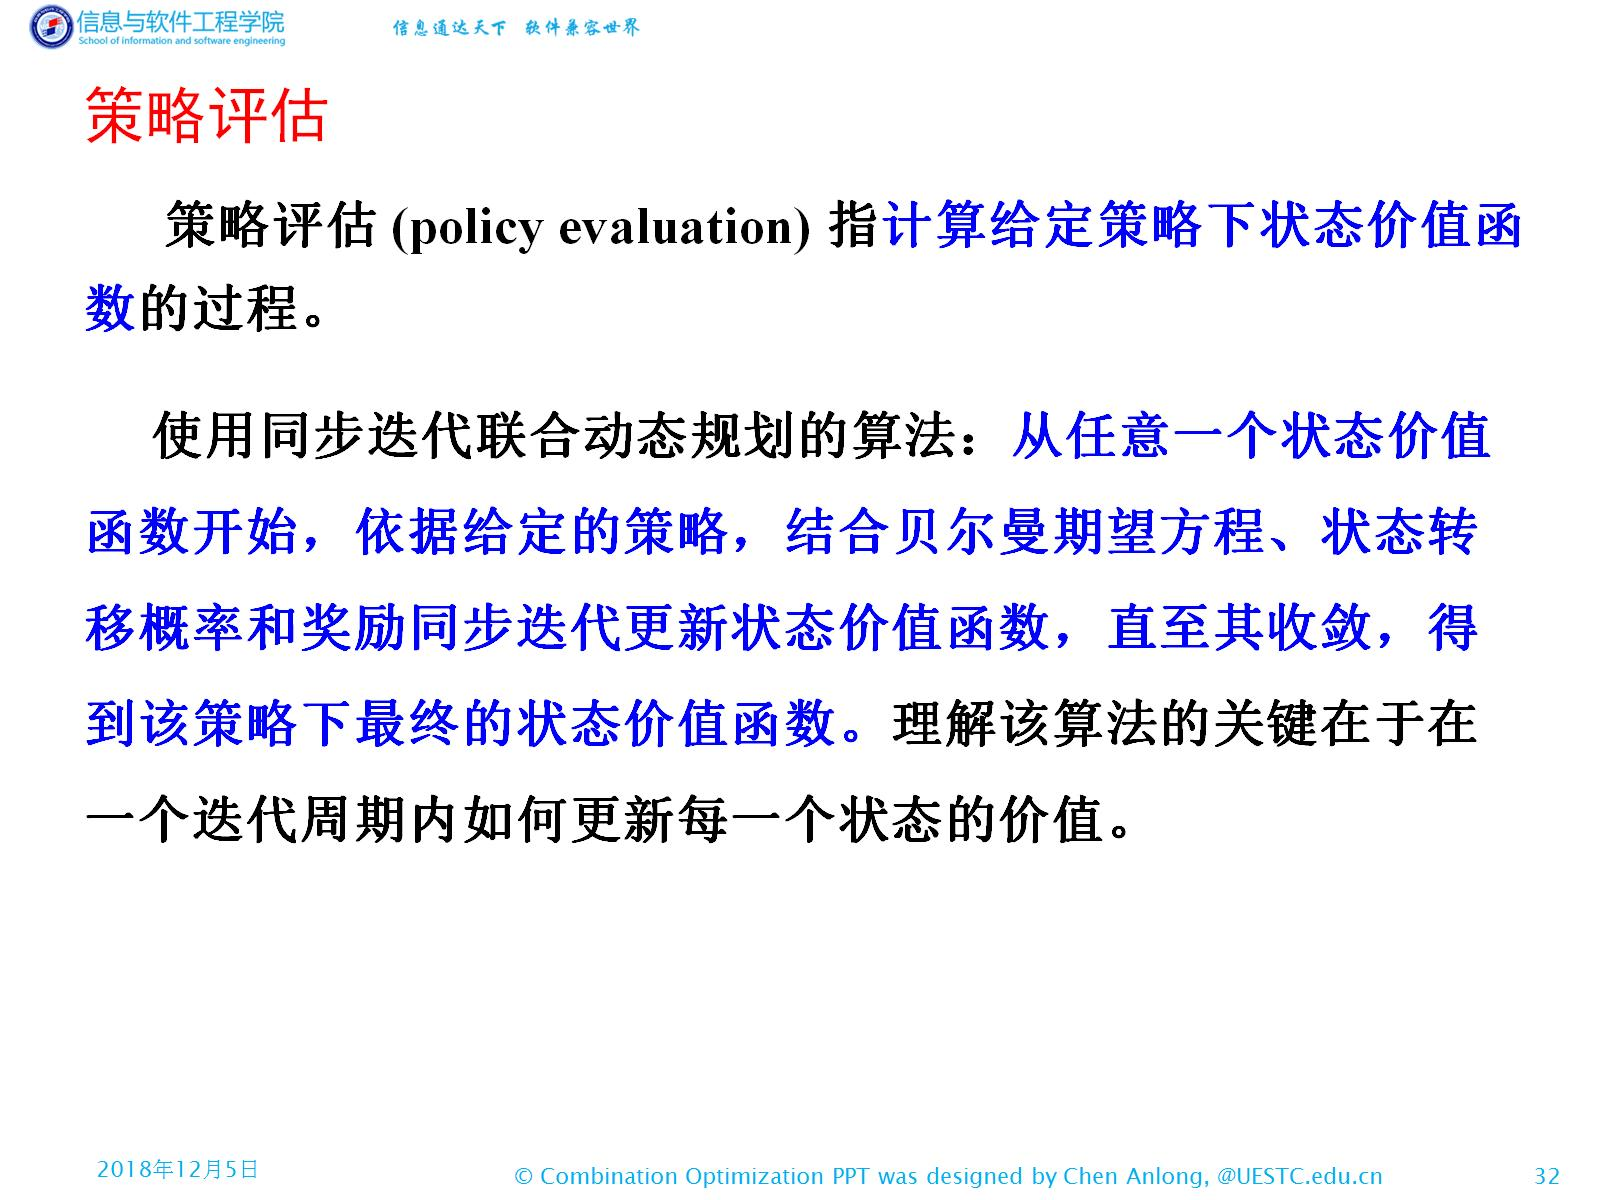 信息与软件工程学院
School of information and software engineering
信息通达天下 软件兼容世界
策略评估
策略评估 (policy evaluation) 指计算给定策略下状态价值函
数的过程。
使用同步迭代联合动态规划的算法：从任意一个状态价值
函数开始，依据给定的策略，结合贝尔曼期望方程、状态转
移概率和奖励同步迭代更新状态价值函数，直至其收敛，得
到该策略下最终的状态价值函数。理解该算法的关键在于在
一个迭代周期内如何更新每一个状态的价值。
2018年12月5日
© Combination Optimization PPT was designed by Chen Anlong, @UESTC.edu.cn
32